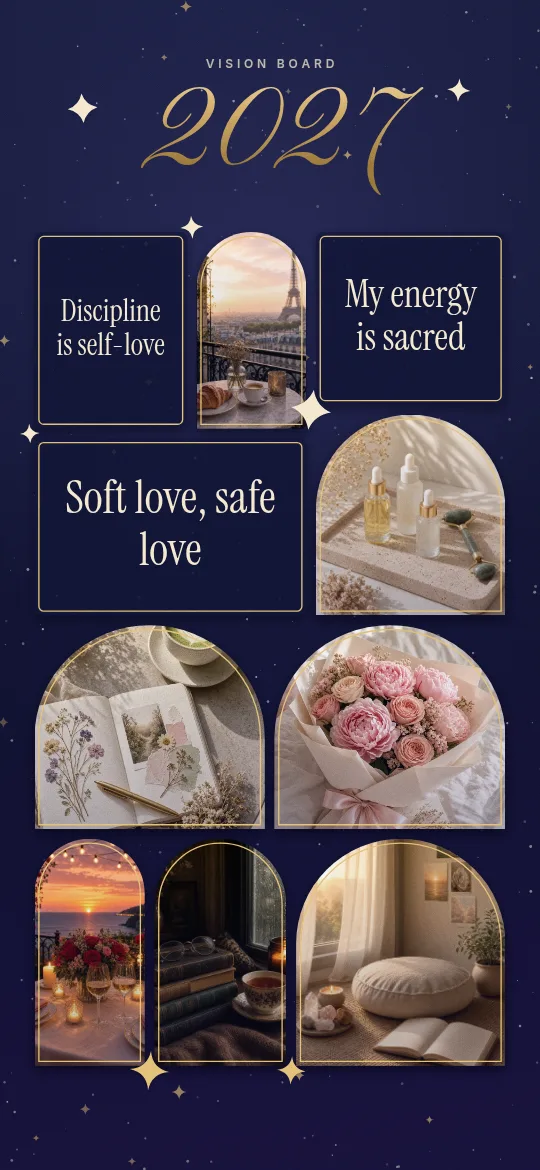 VISION BOARD
2027
Discipline
is self-love
My energy
is sacred
Soft love, safe
love